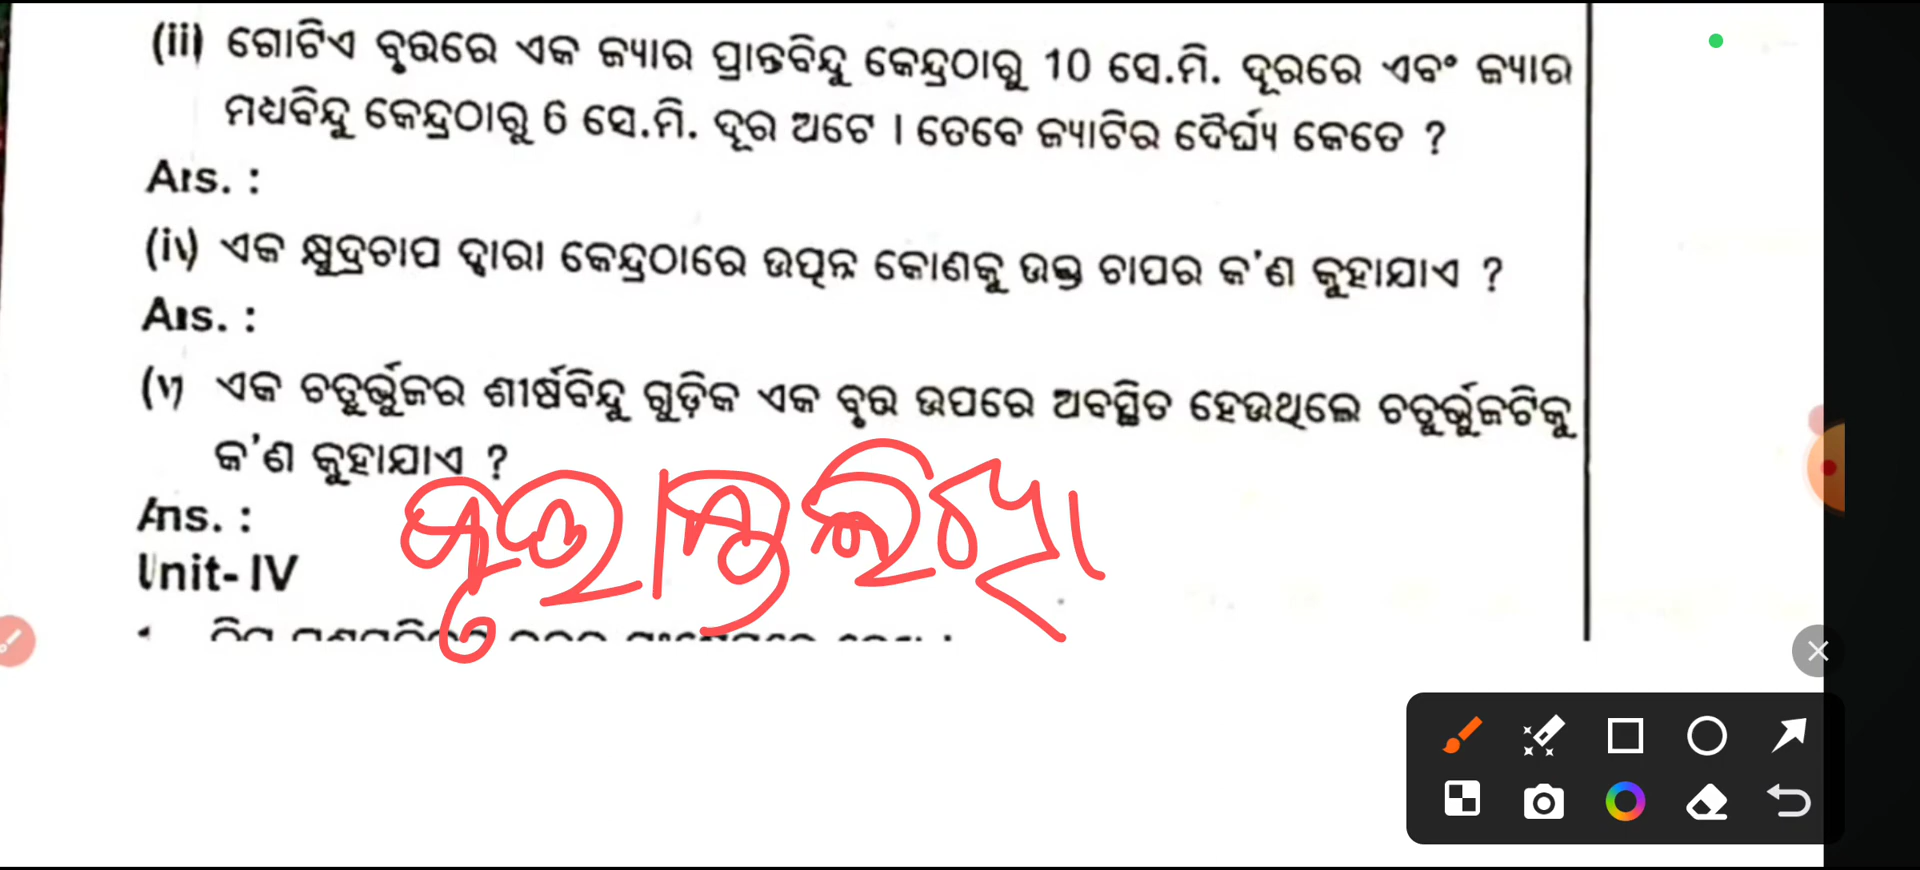 (iii) ଗୋଟିଏ ବୃତ୍ତରେ ଏକ ଜ୍ୟାର ପ୍ରାନ୍ତବିନ୍ଦୁ କେନ୍ଦ୍ରଠାରୁ 10 ସେ.ମି. ଦୂରରେ ଏବଂ ଜ୍ୟାର
ମଧ୍ୟବିନ୍ଦୁ କେନ୍ଦ୍ରଠାରୁ 6 ସେ.ମି. ଦୂର ଅଟେ । ତେବେ ଜ୍ୟାଟିର ଦୈର୍ଘ୍ୟ କେତେ ?
Ans. :
(iv) ଏକ କ୍ଷୁଦ୍ରଚାପ ଦ୍ୱାରା କେନ୍ଦ୍ରଠାରେ ଉତ୍ପନ୍ନ କୋଣକୁ ଉକ୍ତ ଚାପର କ'ଣ କୁହାଯାଏ ?
Ans. :
(v) ଏକ ଚତୁର୍ଭୁଜର ଶୀର୍ଷବିନ୍ଦୁ ଗୁଡ଼ିକ ଏକ ବୃତ୍ତ ଉପରେ ଅବସ୍ଥିତ ହେଉଥିଲେ ଚତୁର୍ଭୁଜଟିକୁ
କ'ଣ କୁହାଯାଏ ?
Ans. : ବୃତ୍ତାନ୍ତର୍ଲିଖିତ
Unit- IV